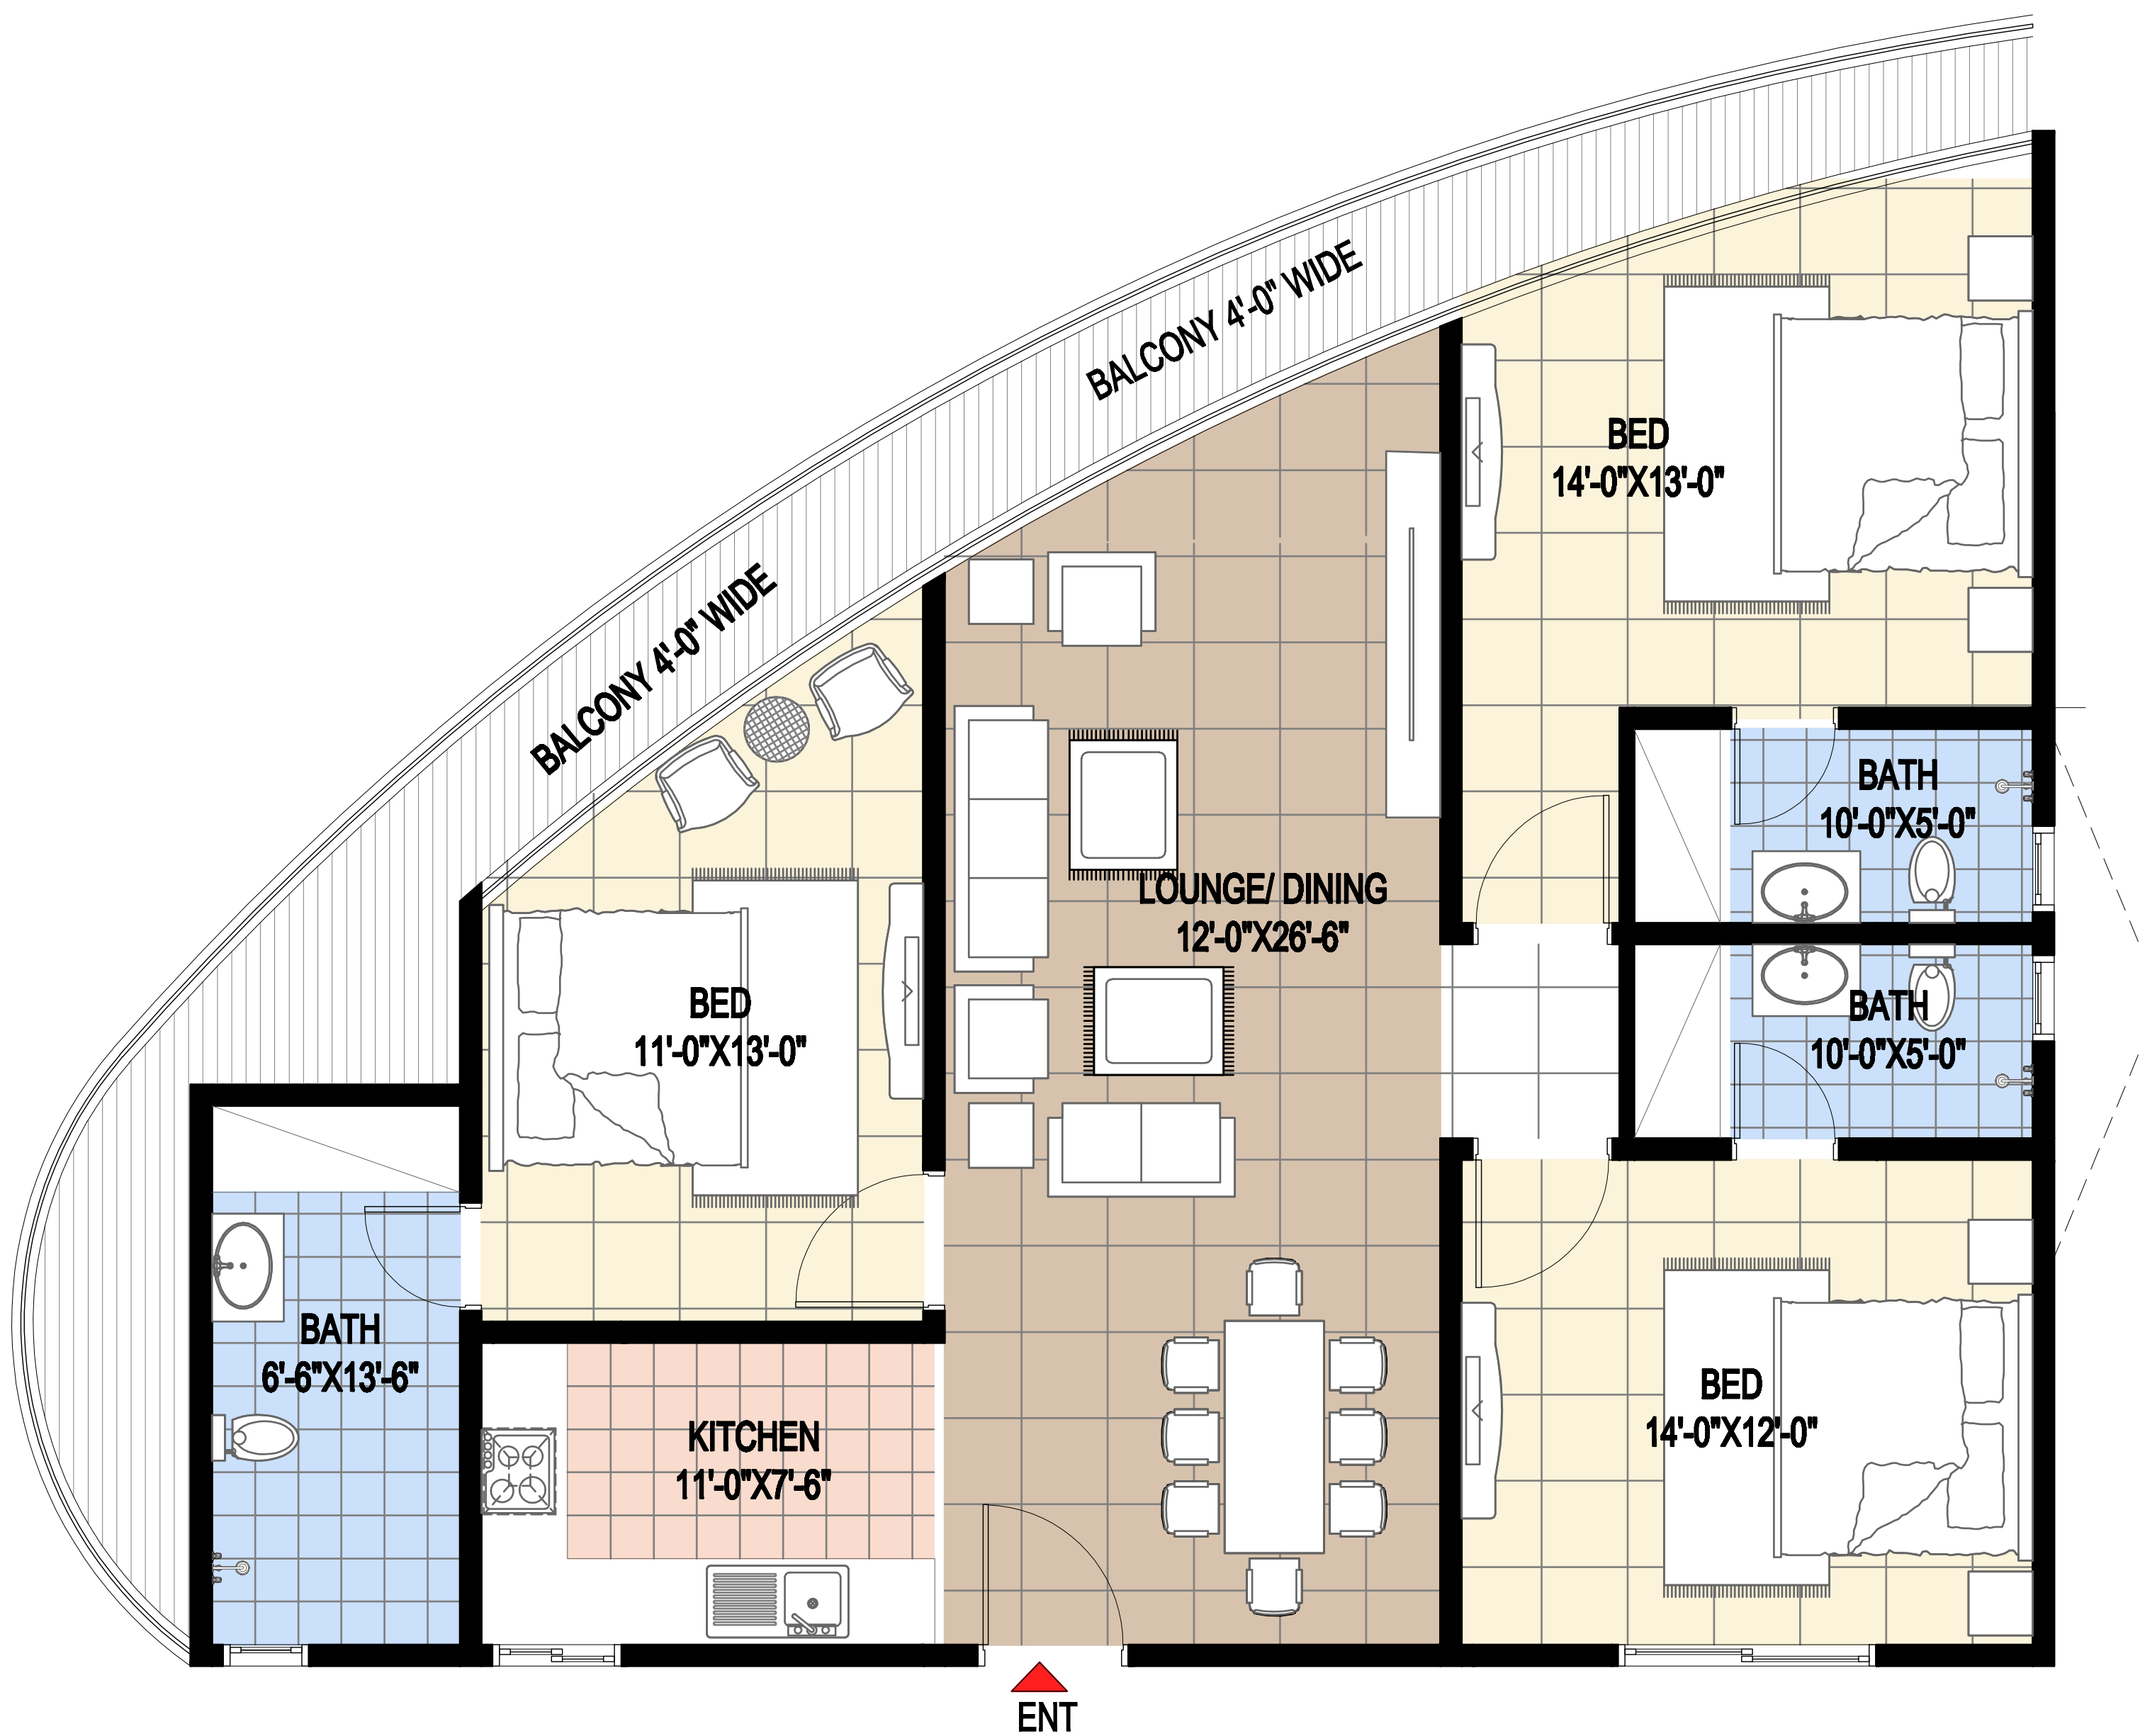 BALCONY 4'-0" WIDE
BALCONY 4'-0" WIDE
BED
14'-0"X13'-0"
BATH
10'-0"X5'-0"
LOUNGE/ DINING
12'-0"X26'-6"
BED
11'-0"X13'-0"
BATH
10'-0"X5'-0"
BATH
6'-6"X13'-6"
BED
14'-0"X12'-0"
KITCHEN
11'-0"X7'-6"
ENT